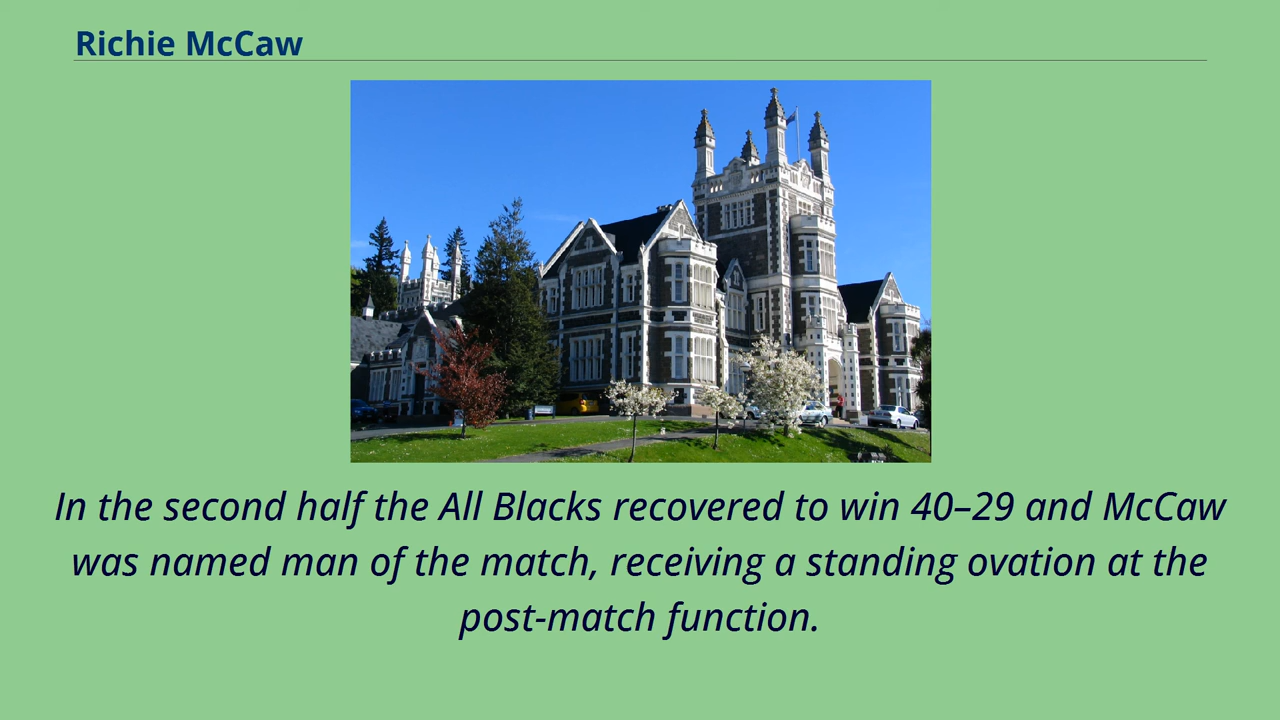 Richie McCaw
In the second half the All Blacks recovered to win 40–29 and McCaw
was named man of the match, receiving a standing ovation at the
post-match function.